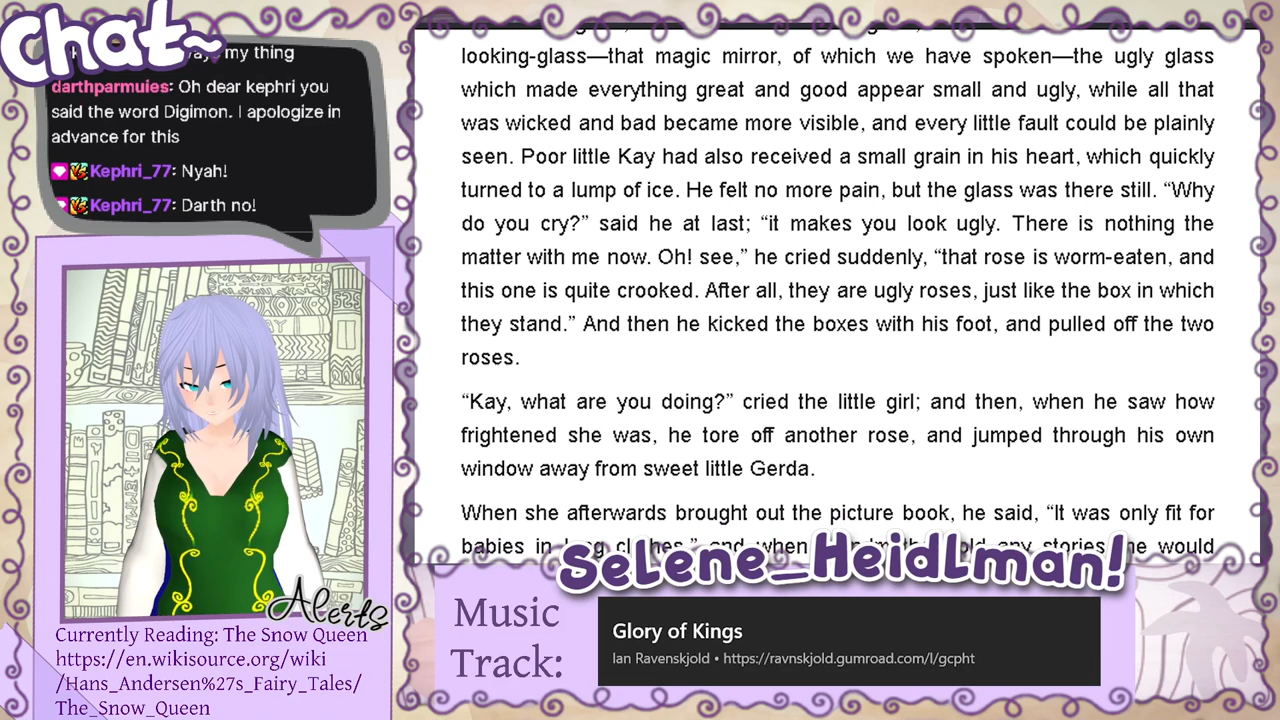 Chat~
my thing
darthparmuies: Oh dear kephri you
said the word Digimon. I apologize in
advance for this
Kephri_77: Nyah!
Kephri_77: Darth no!
looking-glass—that magic mirror, of which we have spoken—the ugly glass
which made everything great and good appear small and ugly, while all that
was wicked and bad became more visible, and every little fault could be plainly
seen. Poor little Kay had also received a small grain in his heart, which quickly
turned to a lump of ice. He felt no more pain, but the glass was there still. “Why
do you cry?” said he at last; “it makes you look ugly. There is nothing the
matter with me now. Oh! see,” he cried suddenly, “that rose is worm-eaten, and
this one is quite crooked. After all, they are ugly roses, just like the box in which
they stand.” And then he kicked the boxes with his foot, and pulled off the two
roses.
“Kay, what are you doing?” cried the little girl; and then, when he saw how
frightened she was, he tore off another rose, and jumped through his own
window away from sweet little Gerda.
When she afterwards brought out the picture book, he said, “It was only fit for
babies in and when any stories, he would
Selene_Heidlman!
Alerts
Currently Reading: The Snow Queen
https://en.wikisource.org/wiki
/Hans_Andersen%27s_Fairy_Tales/
The_Snow_Queen
Music
Track:
Glory of Kings
Ian Ravenskjold • https://ravnskjold.gumroad.com/l/gcpht